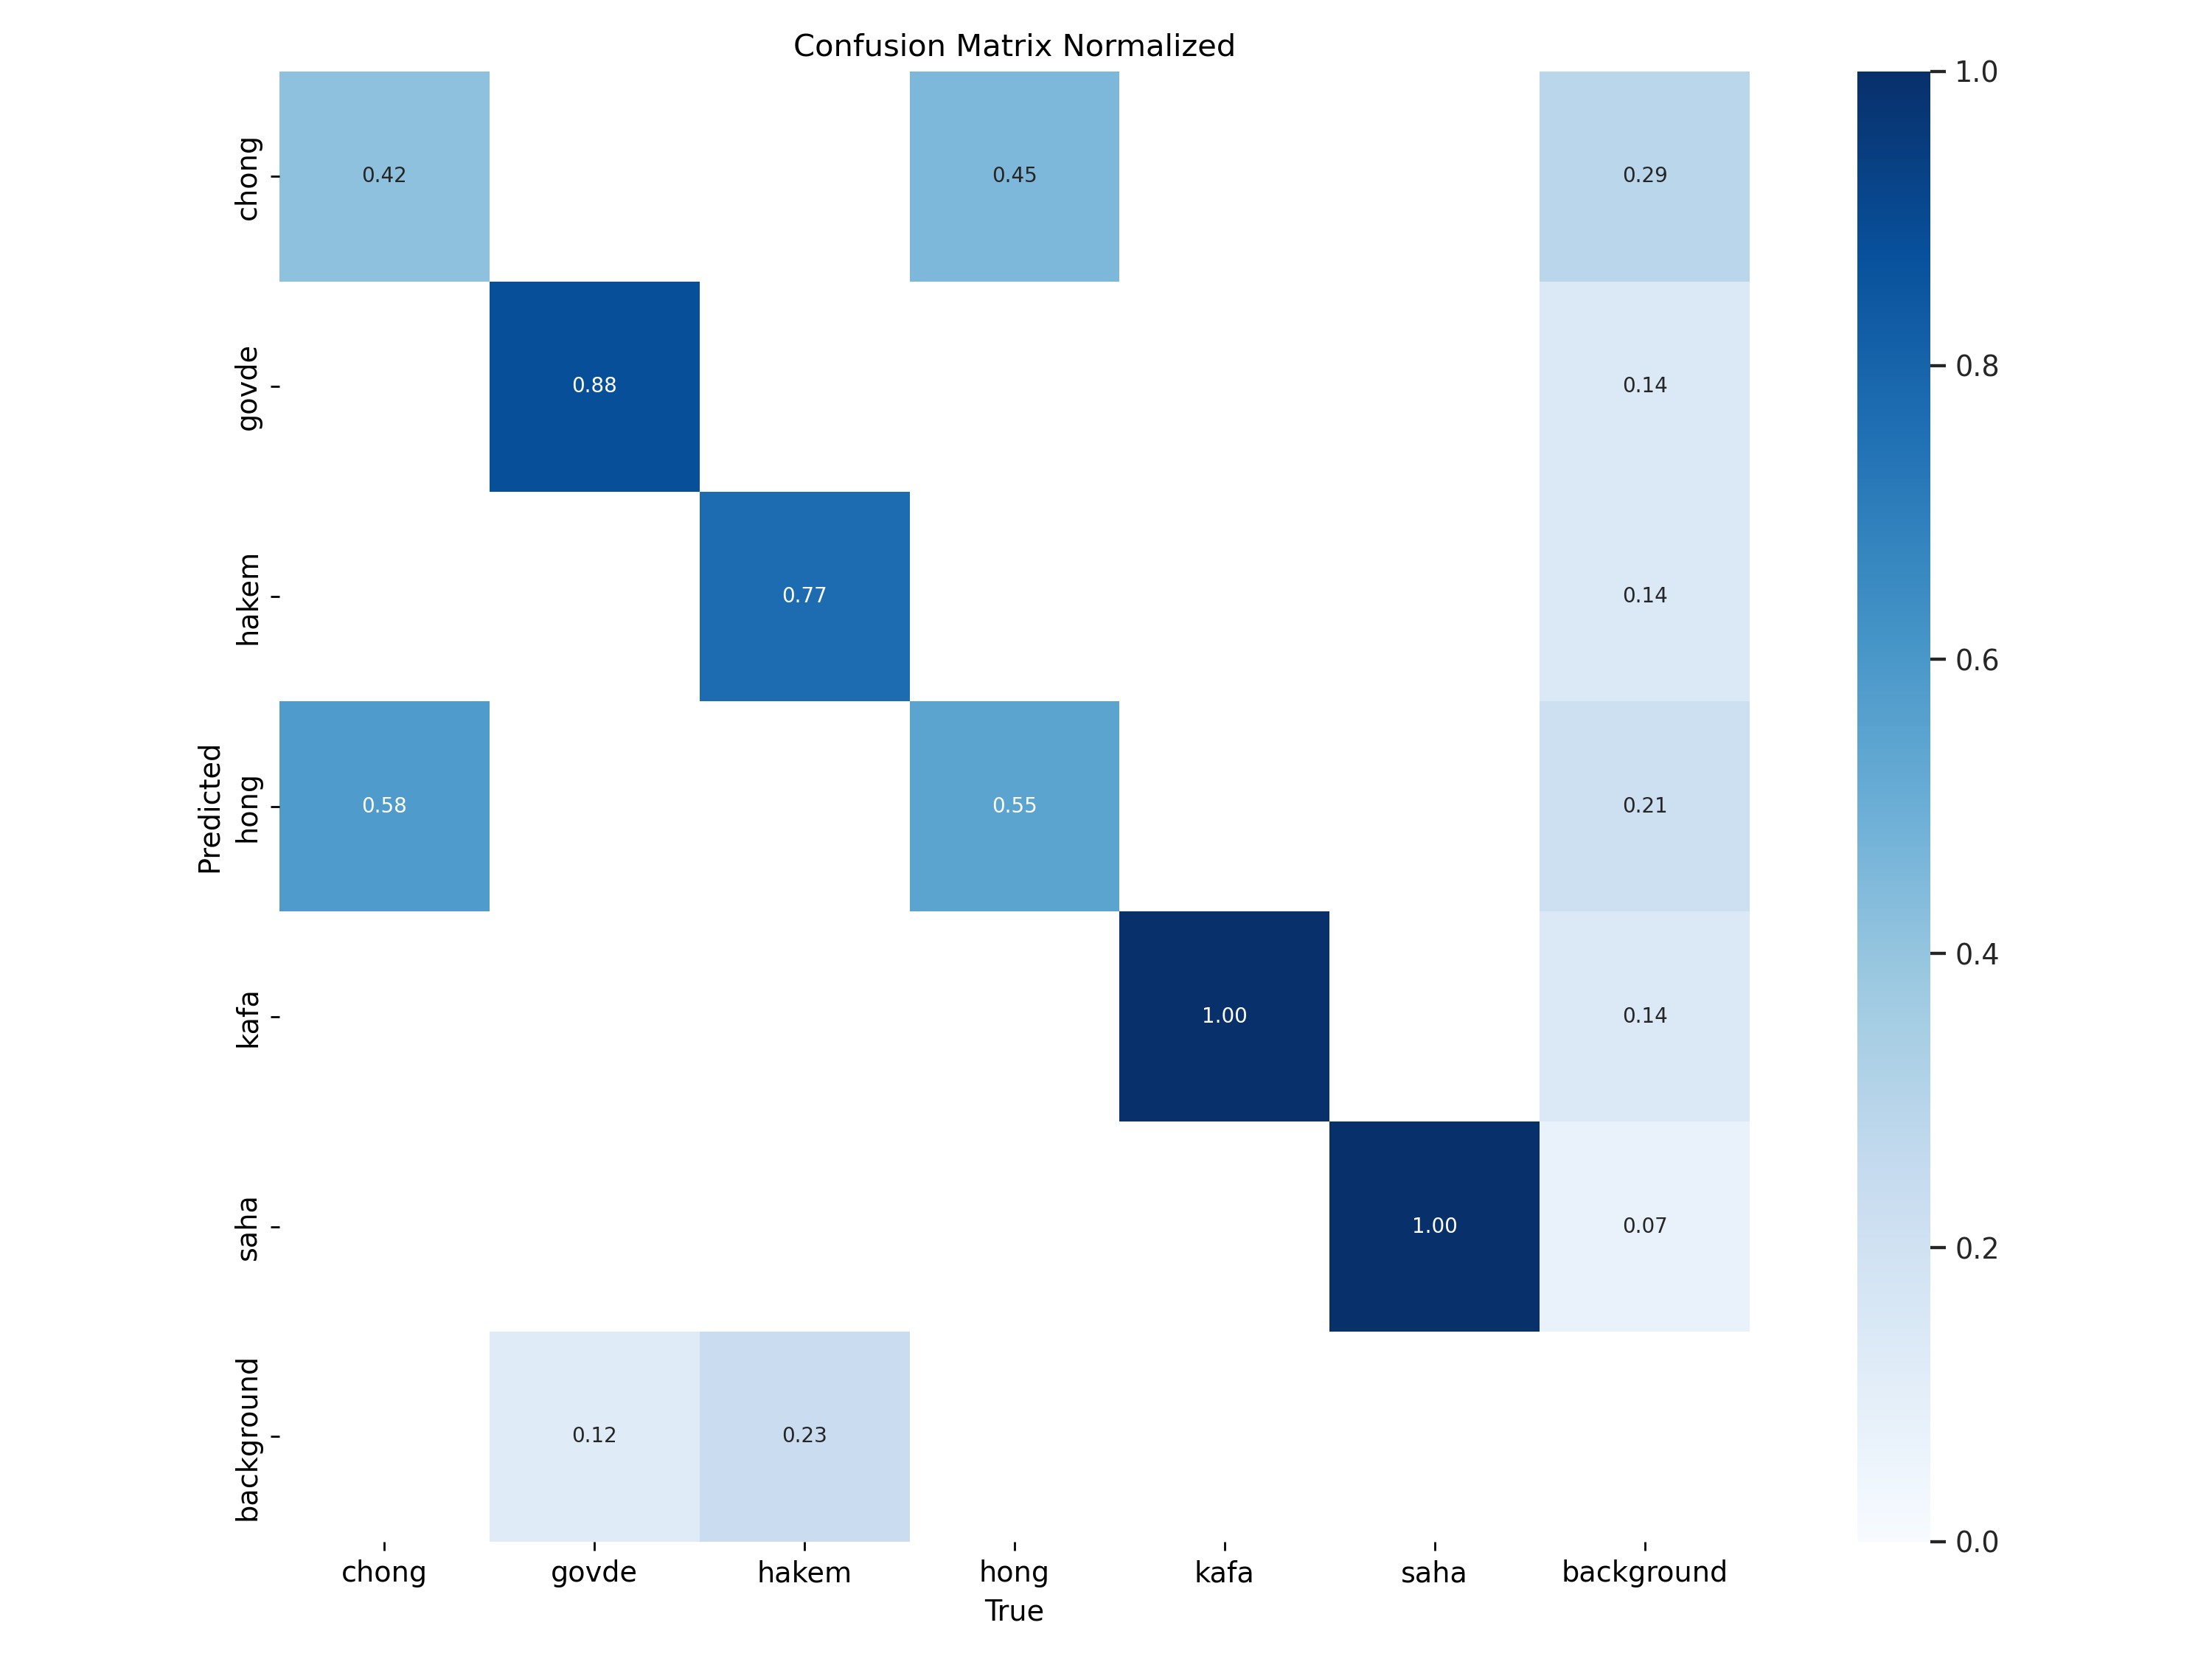 Confusion Matrix Normalized
chong
0.42
0.45
0.29
1.0
govde
0.88
0.14
0.8
hakem
0.77
0.14
0.6
Predicted
hong
0.58
0.55
0.21
kafa
1.00
0.14
0.4
saha
1.00
0.07
0.2
background
0.12
0.23
0.0
chong govde hakem hong kafa saha background
True